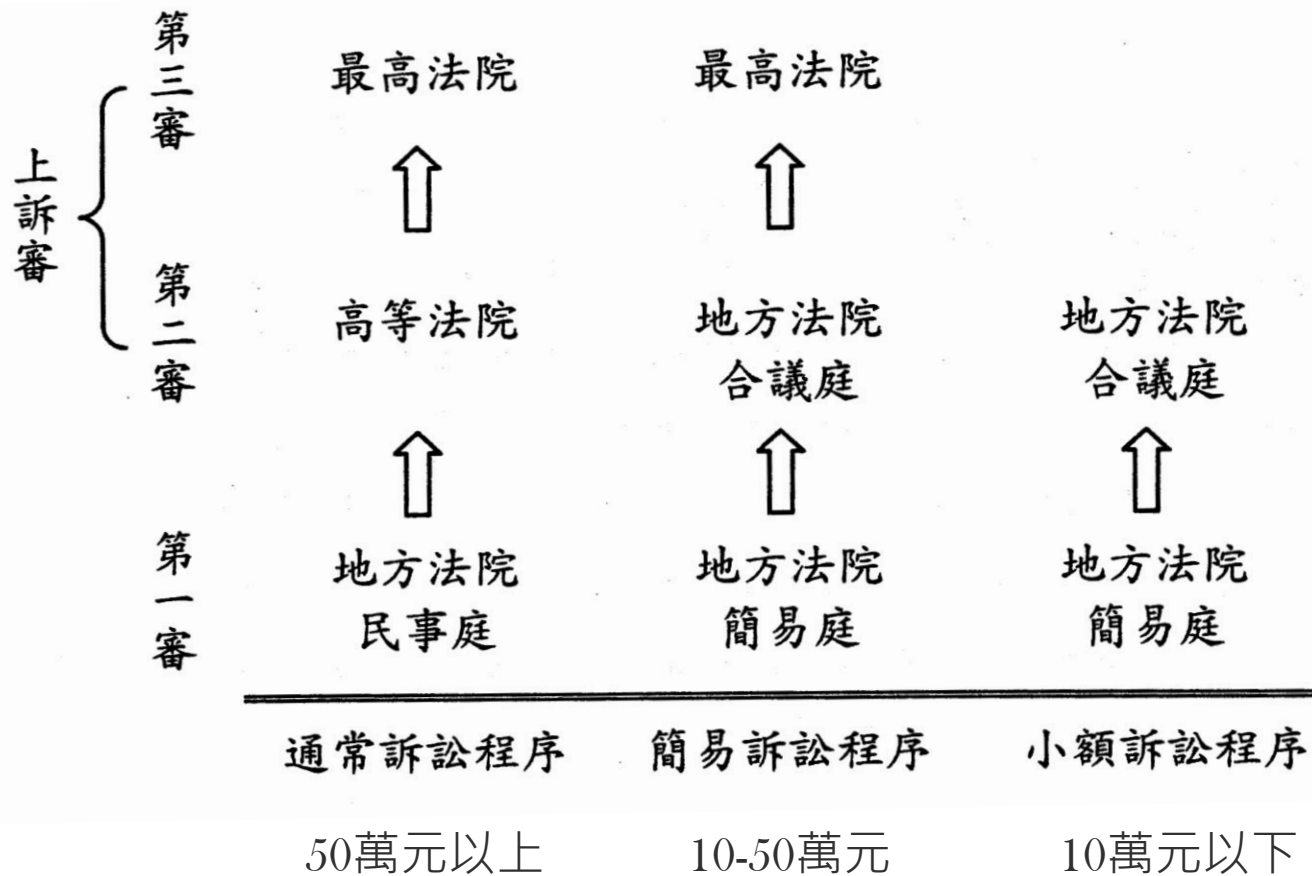 上訴審
第三審
最高法院
最高法院
第二審
高等法院
地方法院
合議庭
地方法院
合議庭
第一審
地方法院
民事庭
地方法院
簡易庭
地方法院
簡易庭
通常訴訟程序
簡易訴訟程序
小額訴訟程序
50萬元以上
10-50萬元
10萬元以下